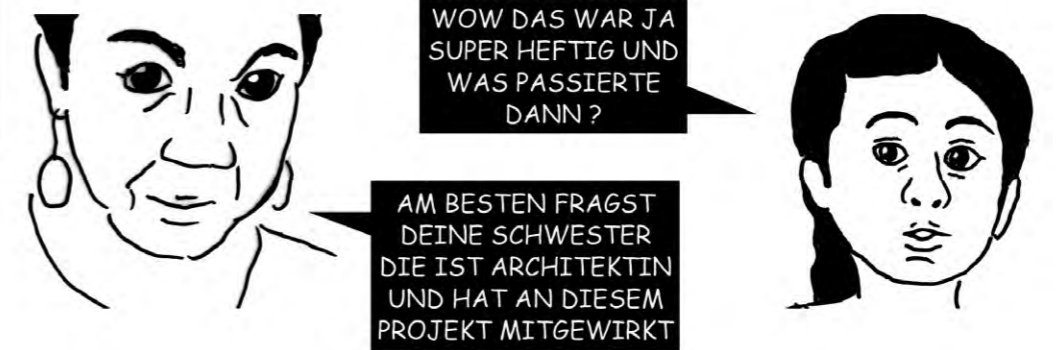 WOW DAS WAR JA
SUPER HEFTIG UND
WAS PASSIERTE
DANN ?
AM BESTEN FRAGST
DEINE SCHWESTER
DIE IST ARCHITEKTIN
UND HAT AN DIESEM
PROJEKT MITGEWIRKT